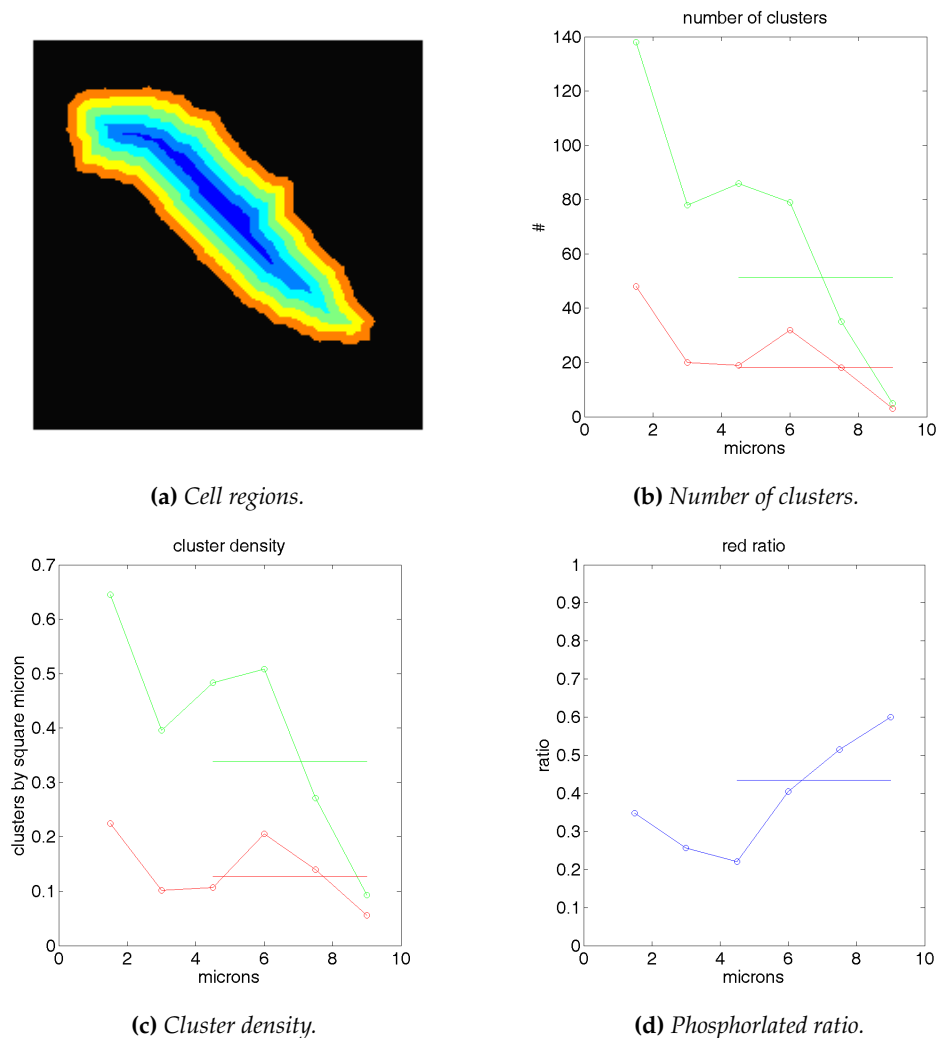 number of clusters
140
120
100
80
60
40
20
0
#
0 2 4 6 8 10
microns
(a) Cell regions.
(b) Number of clusters.
cluster density
0.7
0.6
0.5
0.4
0.3
0.2
0.1
0
clusters by square micron
0 2 4 6 8 10
microns
red ratio
1
0.9
0.8
0.7
0.6
0.5
0.4
0.3
0.2
0.1
0
ratio
0 2 4 6 8 10
microns
(c) Cluster density.
(d) Phosphorlated ratio.